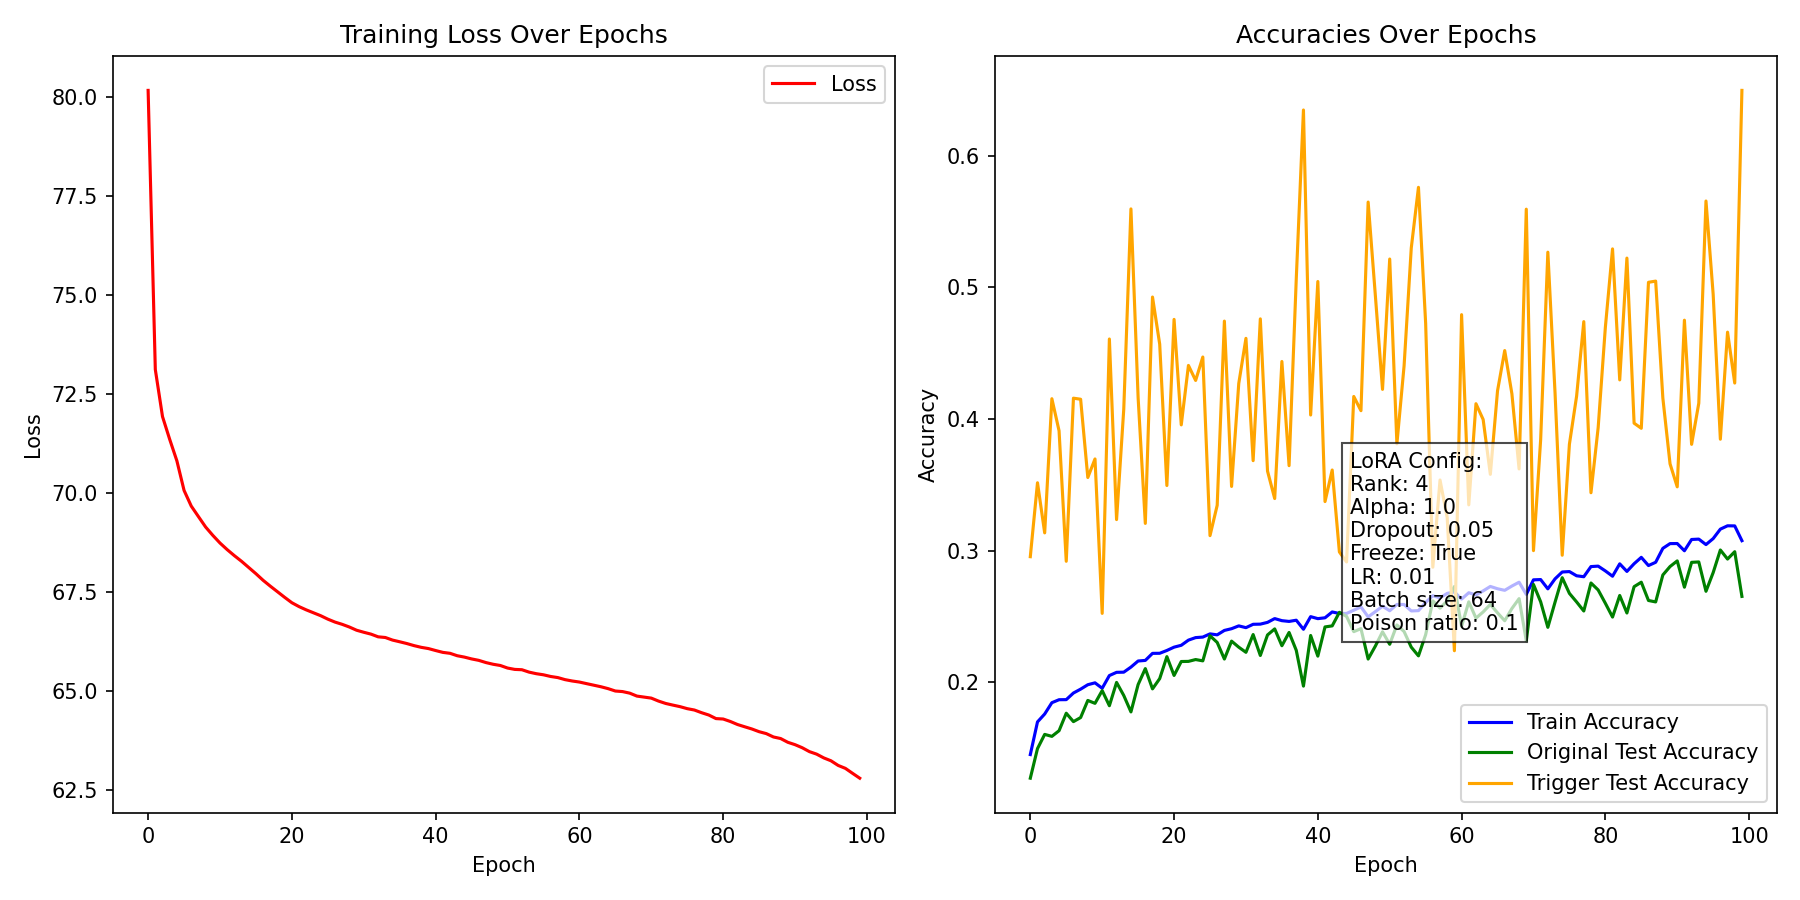 Training Loss Over Epochs
Loss
80.0
77.5
75.0
72.5
70.0
67.5
65.0
62.5
Loss
0
20
40
60
80
100
Epoch
Accuracies Over Epochs
0.6
0.5
0.4
0.3
0.2
Accuracy
LoRA Config:
Rank: 4
Alpha: 1.0
Dropout: 0.05
Freeze: True
LR: 0.01
Batch size: 64
Poison ratio: 0.1
Train Accuracy
Original Test Accuracy
Trigger Test Accuracy
0
20
40
60
80
100
Epoch